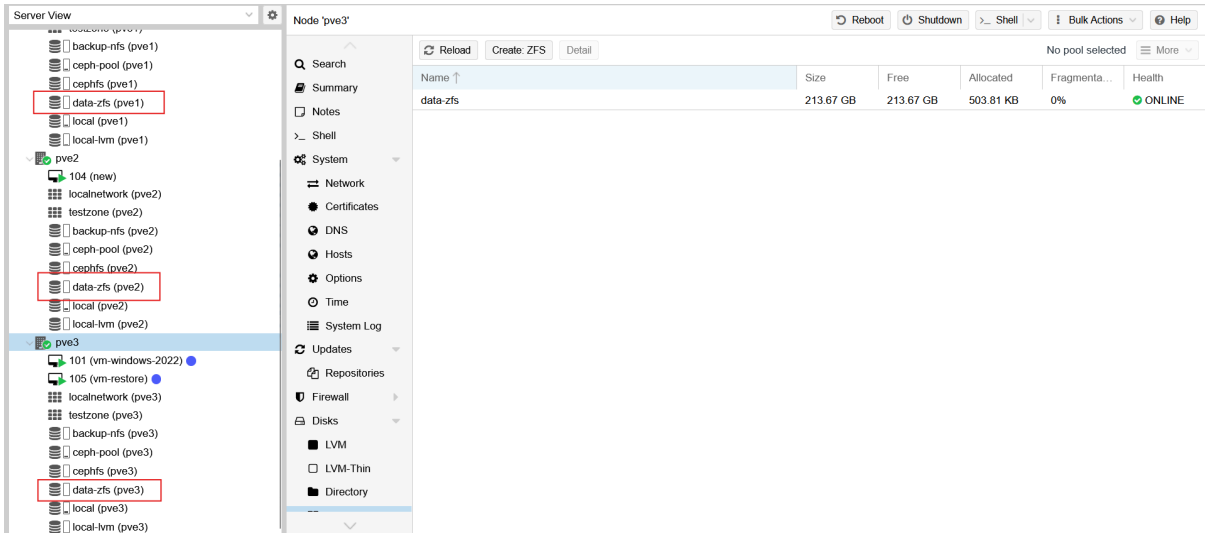 Server View
Node 'pve3'
Reboot
Shutdown
Shell
Bulk Actions
Help
backup-nfs (pve1)
ceph-pool (pve1)
cephfs (pve1)
data-zfs (pve1)
local (pve1)
local-lvm (pve1)
pve2
104 (new)
localnetwork (pve2)
testzone (pve2)
backup-nfs (pve2)
ceph-pool (pve2)
cephfs (pve2)
data-zfs (pve2)
local (pve2)
local-lvm (pve2)
pve3
101 (vm-windows-2022)
105 (vm-restore)
localnetwork (pve3)
testzone (pve3)
backup-nfs (pve3)
ceph-pool (pve3)
cephfs (pve3)
data-zfs (pve3)
local (pve3)
local-lvm (pve3)
Search
Summary
Notes
Shell
System
Network
Certificates
DNS
Hosts
Options
Time
System Log
Updates
Repositories
Firewall
Disks
LVM
LVM-Thin
Directory
Reload
Create: ZFS
Detail
No pool selected
More
Name Size Free Allocated Fragmenta... Health
data-zfs 213.67 GB 213.67 GB 503.81 KB 0% ONLINE